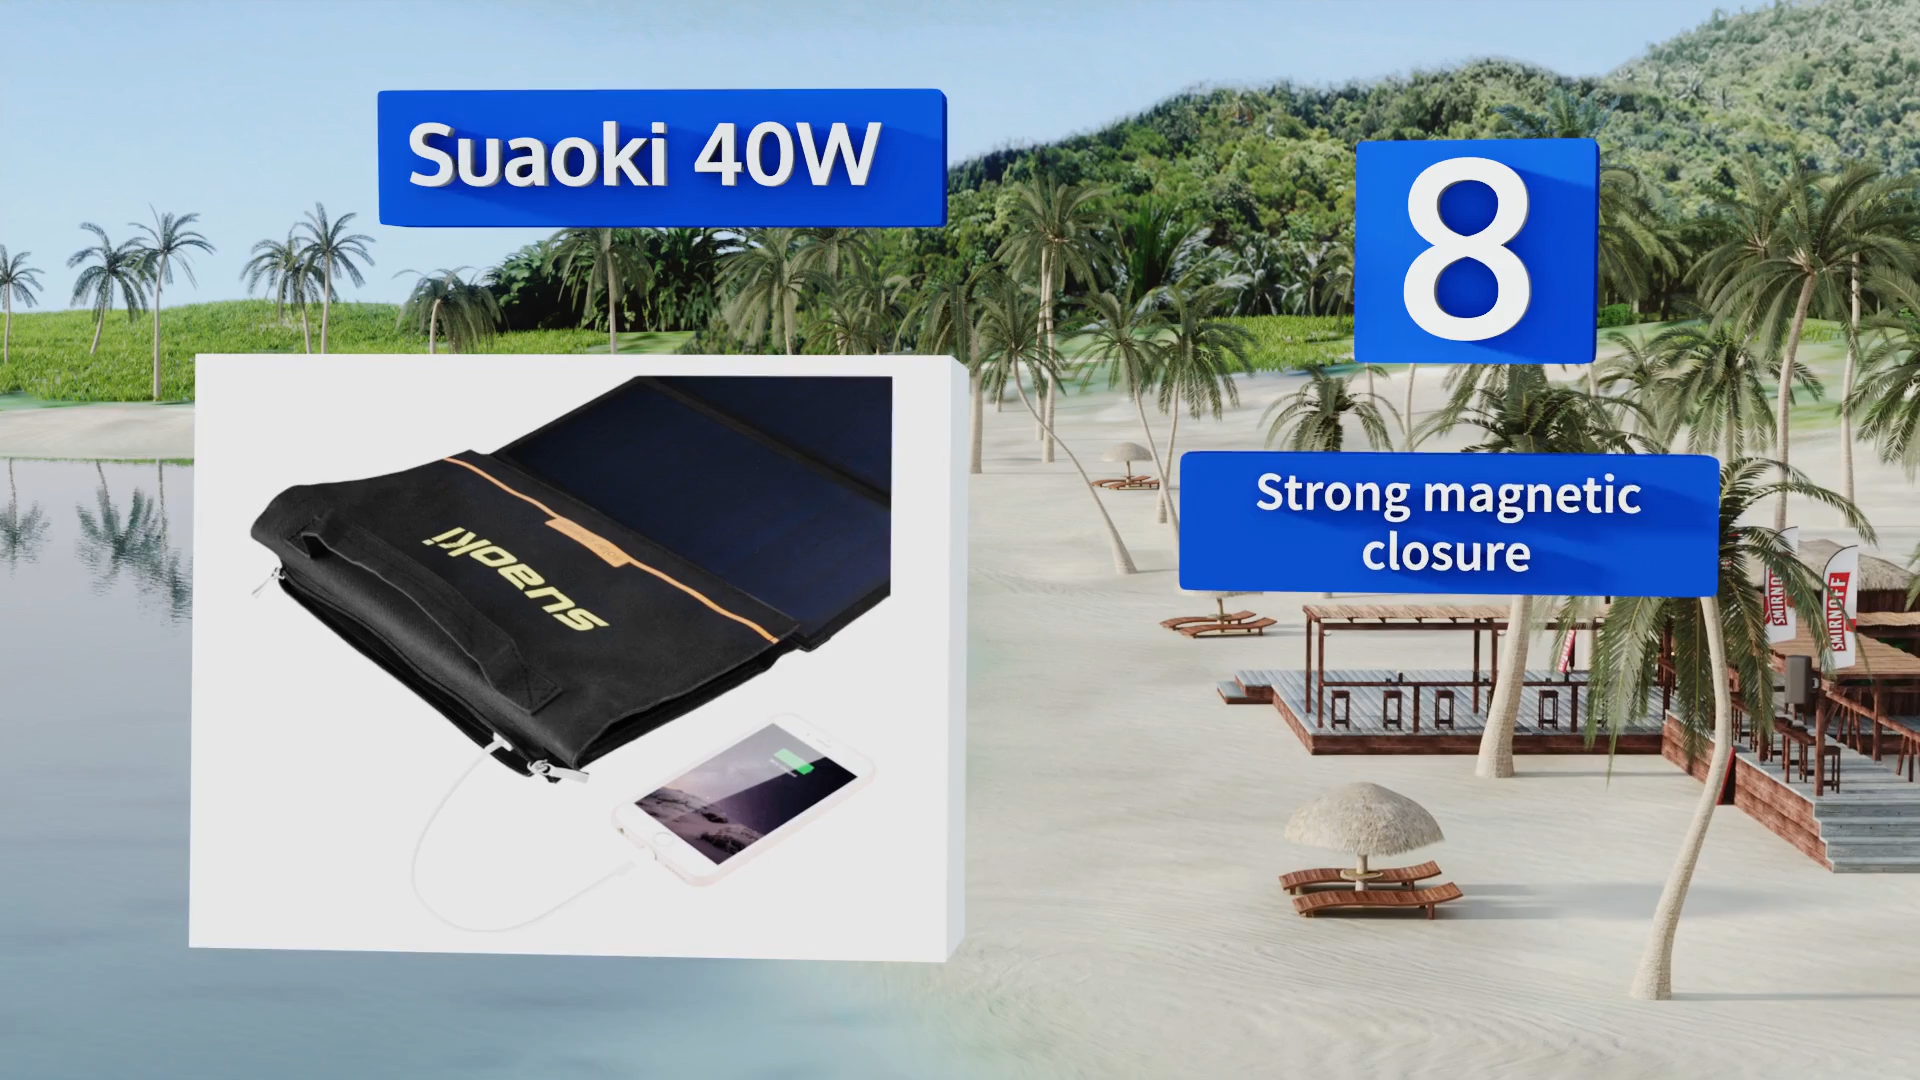 Suaoki 40W
8
Strong magnetic
closure
suaoki
SMIRNOFF
SMIRNOFF